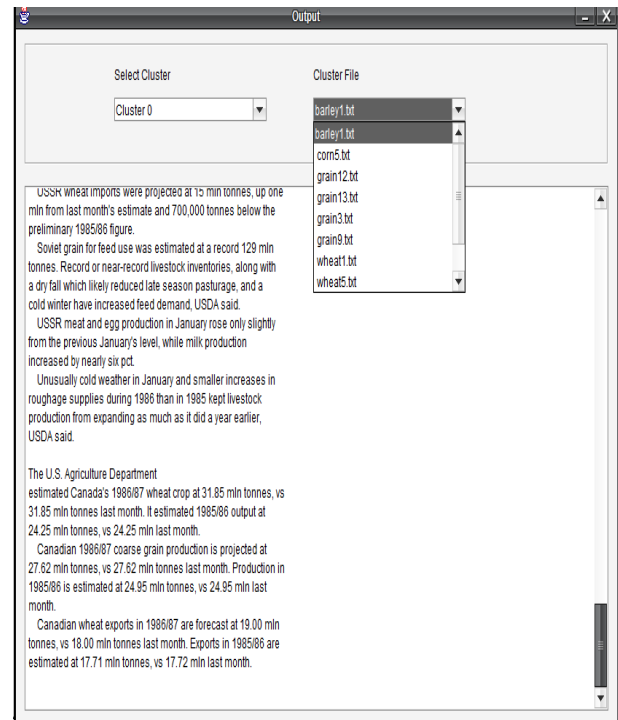 Output
Select Cluster
Cluster File
Cluster 0
barley1.txt
barley1.txt
corn5.txt
grain12.txt
grain13.txt
grain3.txt
grain9.txt
wheat1.txt
wheat5.txt
USSR wheat imports were projected at 15 mln tonnes, up one
mln from last month's estimate and 700,000 tonnes below the
preliminary 1985/86 figure.
Soviet grain for feed use was estimated at a record 129 mln
tonnes. Record or near-record livestock inventories, along with
a dry fall which likely reduced late season pasturage, and a
cold winter have increased feed demand, USDA said.
USSR meat and egg production in January rose only slightly
from the previous January's level, while milk production
increased by nearly six pct.
Unusually cold weather in January and smaller increases in
roughage supplies during 1986 than in 1985 kept livestock
production from expanding as much as it did a year earlier,
USDA said.
The U.S. Agriculture Department
estimated Canada's 1986/87 wheat crop at 31.85 mln tonnes, vs
31.85 mln tonnes last month. It estimated 1985/86 output at
24.25 mln tonnes, vs 24.25 mln last month.
Canadian 1986/87 coarse grain production is projected at
27.62 mln tonnes, vs 27.62 mln tonnes last month. Production in
1985/86 is estimated at 24.95 mln tonnes, vs 24.95 mln last
month.
Canadian wheat exports in 1986/87 are forecast at 19.00 mln
tonnes, vs 18.00 mln tonnes last month. Exports in 1985/86 are
estimated at 17.71 mln tonnes, vs 17.72 mln last month.